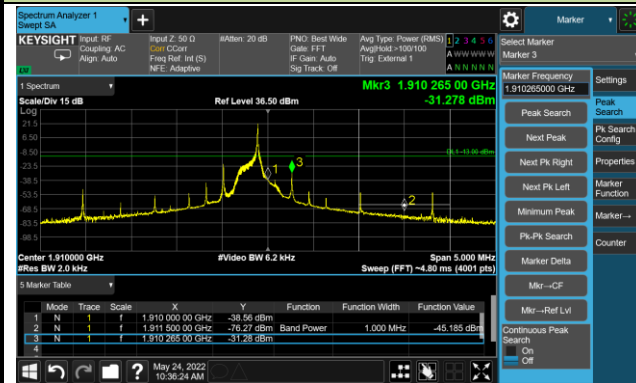 Spectrum Analyzer 1
Swept SA
+
Marker
KEYSIGHT
Input: RF
Coupling: AC
Align: Auto
Input Z: 50 Ω
Corr CCorr
Freq Ref: Int (S)
NFE: Adaptive
#Atten: 20 dB
PNO: Best Wide
Gate: FFT
IF Gain: Auto
Sig Track: Off
Avg Type: Power (RMS)
Avg|Hold:>100/100
Trig: External 1
1 2 3 4 5 6
A W W W W W
A N N N N N
1 Spectrum
Scale/Div 15 dB
Log
Ref Level 36.50 dBm
Mkr3 1.910 265 00 GHz
-31.278 dBm
21.5
6.50
-8.50
DL1 -13.00 dBm
-23.5
-38.5
-53.5
-68.5
-83.5
-98.5
1
3
2
Center 1.910000 GHz
#Res BW 2.0 kHz
#Video BW 6.2 kHz
Span 5.000 MHz
Sweep (FFT) ~4.80 ms (4001 pts)
5 Marker Table
Mode Trace Scale X Y Function Function Width Function Value
1 N 1 f 1.910 000 00 GHz -38.56 dBm
2 N 1 f 1.911 500 00 GHz -76.27 dBm Band Power 1.000 MHz -45.185 dBm
3 N 1 f 1.910 265 00 GHz -31.28 dBm
4
Select Marker
Marker 3
Marker Frequency
1.910265000 GHz
Peak Search
Next Peak
Next Pk Right
Next Pk Left
Minimum Peak
Pk-Pk Search
Marker Delta
Mkr→CF
Mkr→Ref Lvl
Continuous Peak
Search
On
Off
Settings
Peak
Search
Pk Search
Config
Properties
Marker
Function
Marker→
Counter
?
May 24, 2022
10:36:24 AM